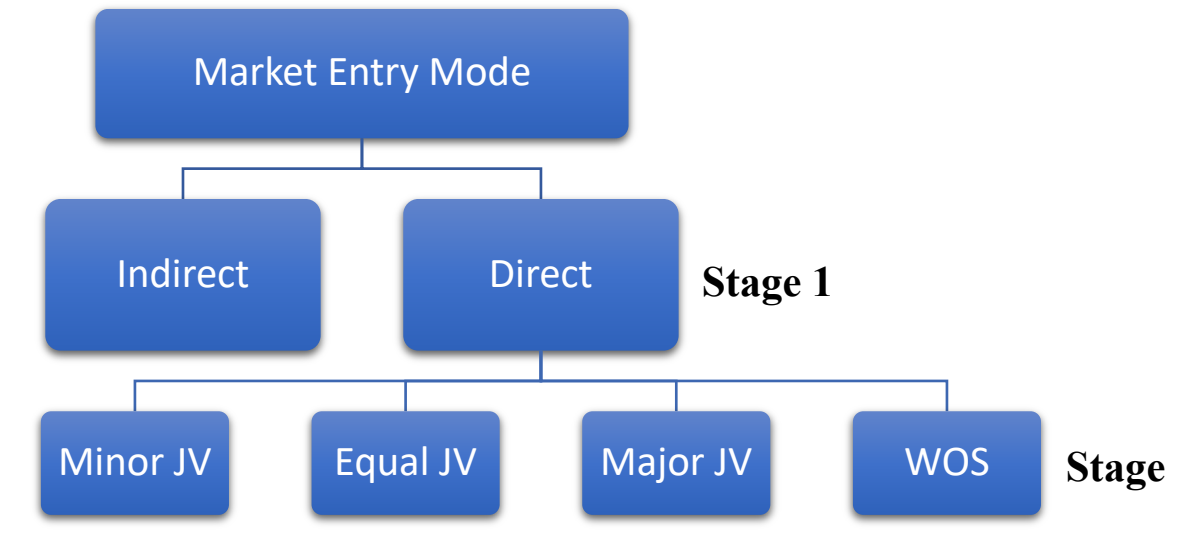 Market Entry Mode
Indirect
Direct
Stage 1
Minor JV
Equal JV
Major JV
WOS
Stage